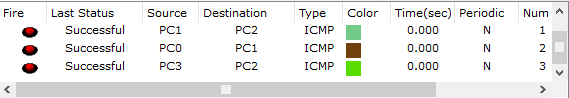 Fire Last Status Source Destination Type Color Time(sec) Periodic Num
Successful PC1 PC2 ICMP 0.000 N 1
Successful PC0 PC1 ICMP 0.000 N 2
Successful PC3 PC2 ICMP 0.000 N 3